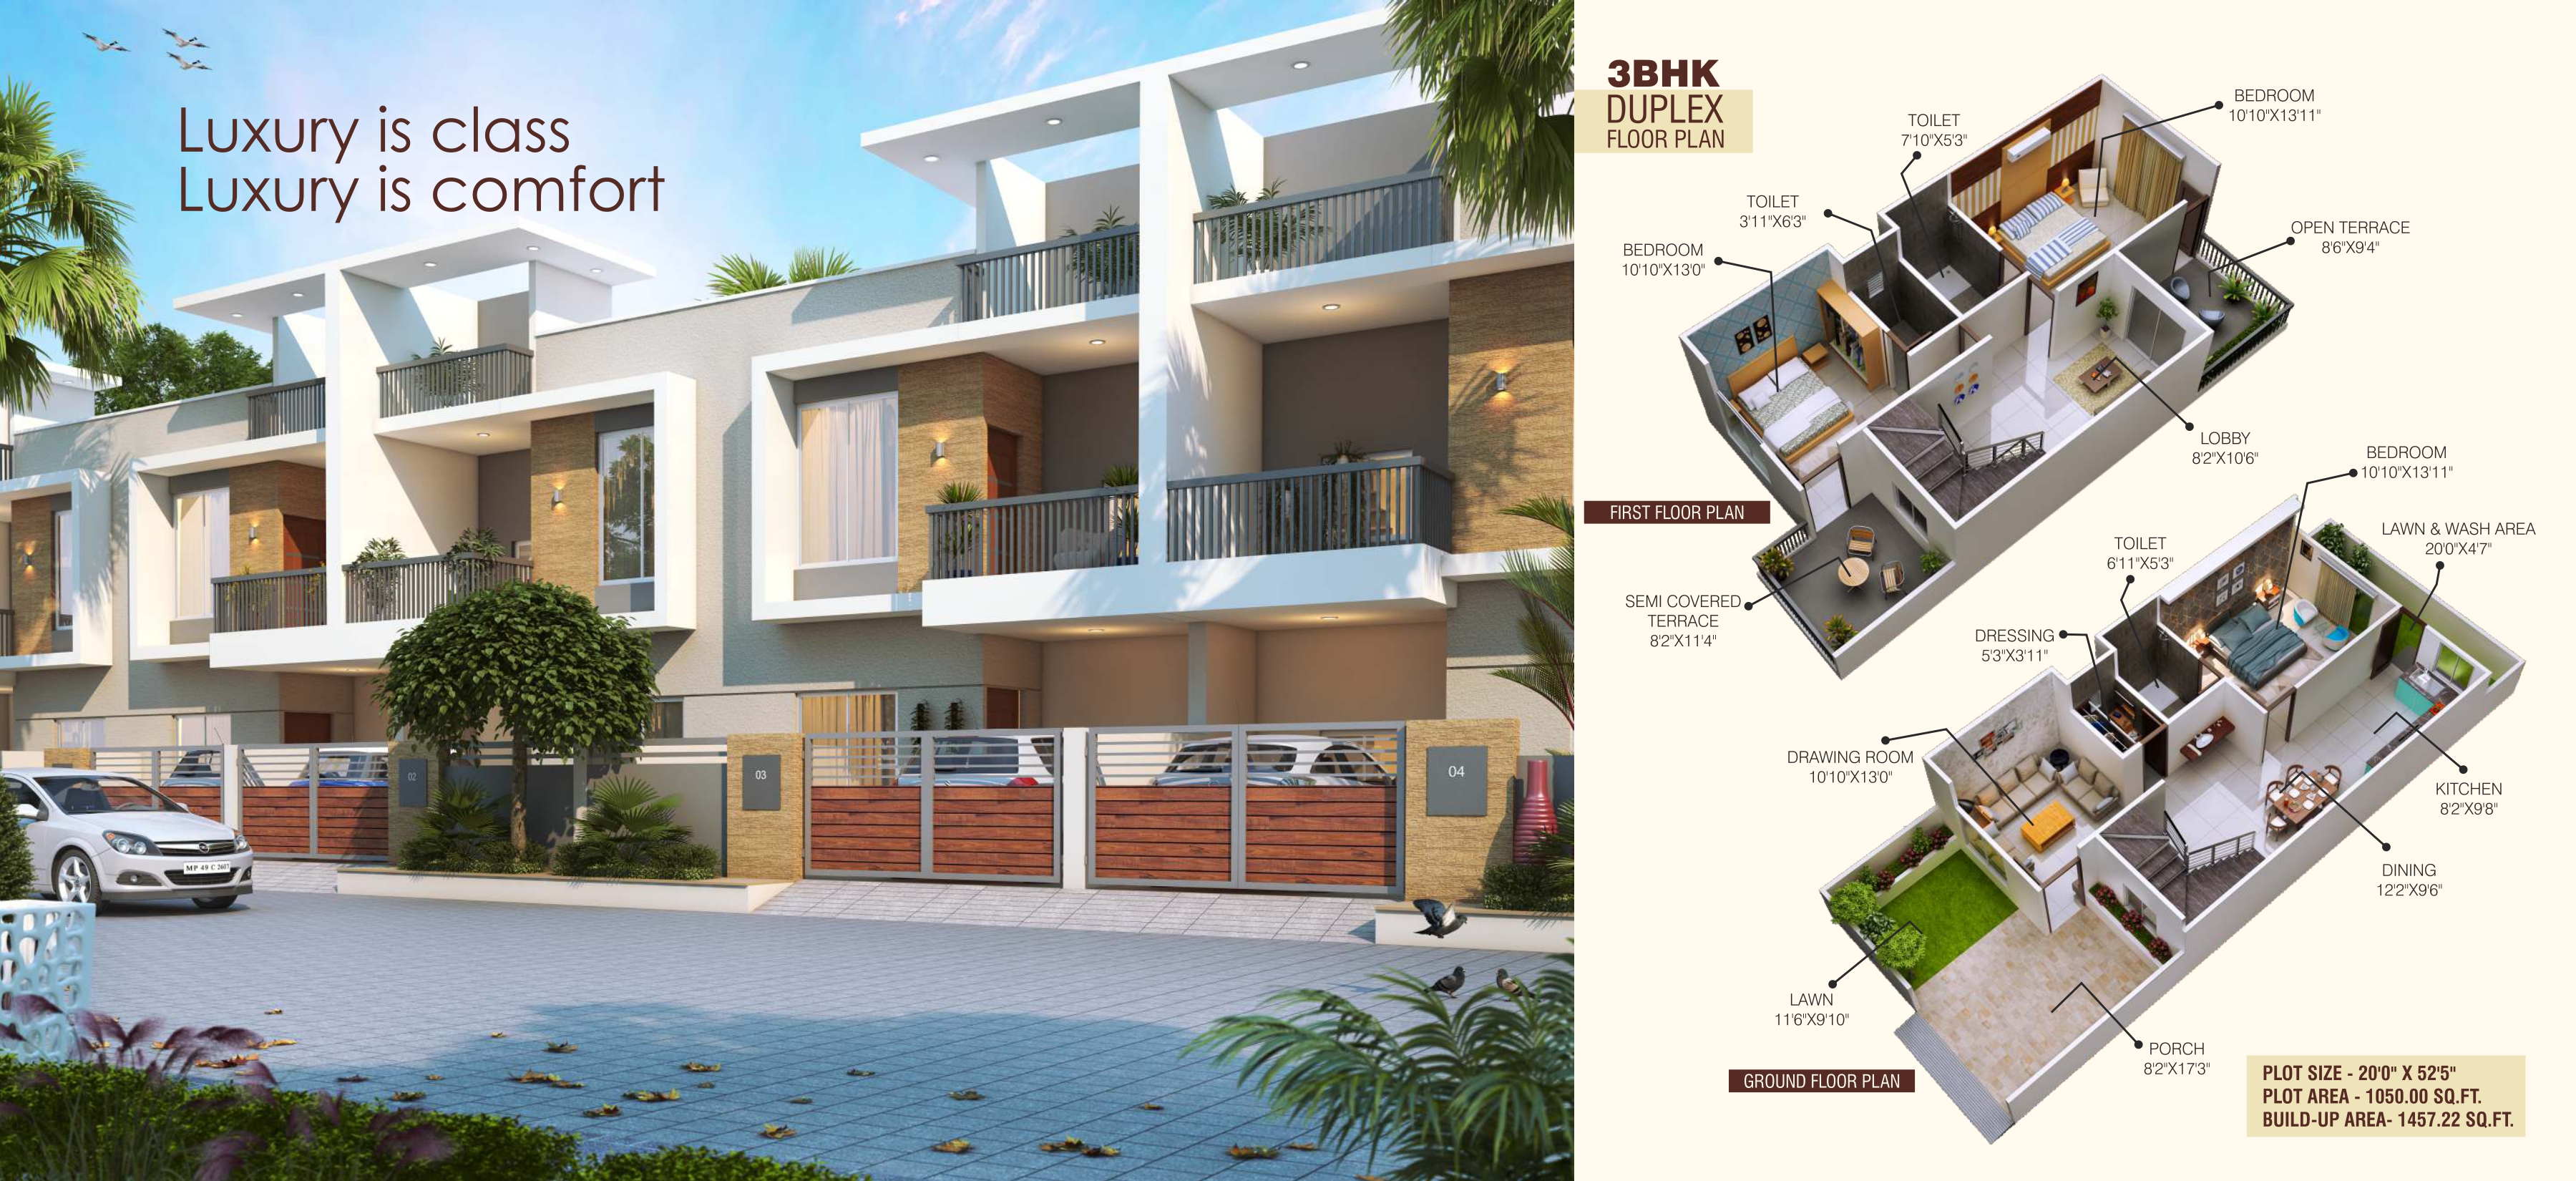 Luxury is class
Luxury is comfort
02
03
04
MP 49 C 2607
3BHK
DUPLEX
FLOOR PLAN
BEDROOM
10'10"X13'11"
TOILET
7'10"X5'3"
TOILET
3'11"X6'3"
BEDROOM
10'10"X13'0"
OPEN TERRACE
8'6"X9'4"
LOBBY
8'2"X10'6"
FIRST FLOOR PLAN
SEMI COVERED
TERRACE
8'2"X11'4"
BEDROOM
10'10"X13'11"
LAWN & WASH AREA
20'0"X4'7"
TOILET
6'11"X5'3"
DRESSING
5'3"X3'11"
DRAWING ROOM
10'10"X13'0"
KITCHEN
8'2"X9'8"
DINING
12'2"X9'6"
LAWN
11'6"X9'10"
PORCH
8'2"X17'3"
GROUND FLOOR PLAN
PLOT SIZE - 20'0" X 52'5"
PLOT AREA - 1050.00 SQ.FT.
BUILD-UP AREA- 1457.22 SQ.FT.